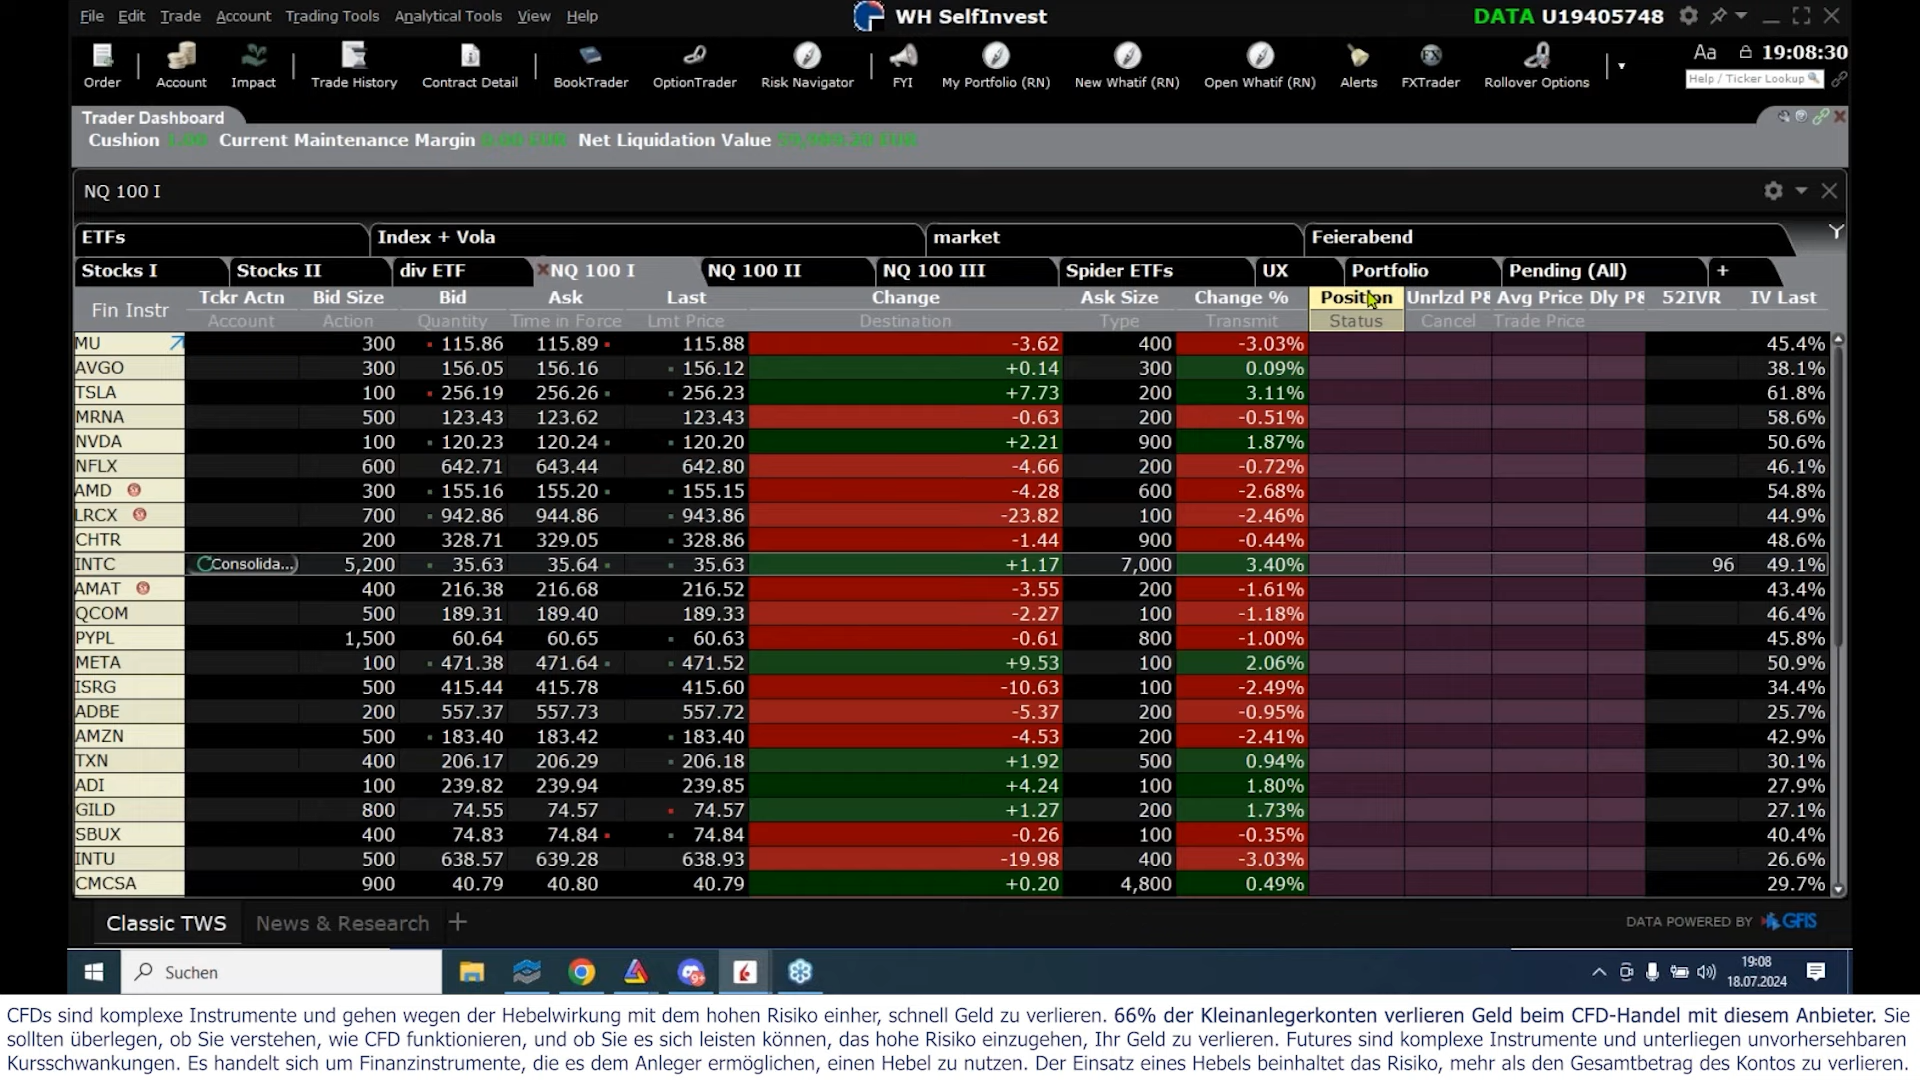 File Edit Trade Account Trading Tools Analytical Tools View Help WH SelfInvest DATA U19405748
Order Account Impact Trade History Contract Detail BookTrader OptionTrader Risk Navigator FYI My Portfolio (RN) New Whatif (RN) Open Whatif (RN) Alerts FXTrader Rollover Options Aa 19:08:30
Help / Ticker Lookup
Trader Dashboard
Cushion Current Maintenance Margin Net Liquidation Value
NQ 100 I
ETFs Index + Vola market Feierabend
Stocks I Stocks II div ETF NQ 100 I NQ 100 II NQ 100 III Spider ETFs UX Portfolio Pending (All) +
Fin Instr Tckr Actn Bid Size Bid Ask Last Change Ask Size Change % Position Unrlzd P& Avg Price Dly P& 52IVR IV Last
Account Action Quantity Time in Force Lmt Price Destination Type Transmit Status Cancel Trade Price
MU 300 115.86 115.89 115.88 -3.62 400 -3.03% 45.4%
AVGO 300 156.05 156.16 156.12 +0.14 300 0.09% 38.1%
TSLA 100 256.19 256.26 256.23 +7.73 200 3.11% 61.8%
MRNA 500 123.43 123.62 123.43 -0.63 200 -0.51% 58.6%
NVDA 100 120.23 120.24 120.20 +2.21 900 1.87% 50.6%
NFLX 600 642.71 643.44 642.80 -4.66 200 -0.72% 46.1%
AMD 300 155.16 155.20 155.15 -4.28 600 -2.68% 54.8%
LRCX 700 942.86 944.86 943.86 -23.82 100 -2.46% 44.9%
CHTR 200 328.71 329.05 328.86 -1.44 900 -0.44% 48.6%
INTC Consolida... 5,200 35.63 35.64 35.63 +1.17 7,000 3.40% 96 49.1%
AMAT 400 216.38 216.68 216.52 -3.55 200 -1.61% 43.4%
QCOM 500 189.31 189.40 189.33 -2.27 100 -1.18% 46.4%
PYPL 1,500 60.64 60.65 60.63 -0.61 800 -1.00% 45.8%
META 100 471.38 471.64 471.52 +9.53 100 2.06% 50.9%
ISRG 500 415.44 415.78 415.60 -10.63 100 -2.49% 34.4%
ADBE 200 557.37 557.73 557.72 -5.37 200 -0.95% 25.7%
AMZN 500 183.40 183.42 183.40 -4.53 200 -2.41% 42.9%
TXN 400 206.17 206.29 206.18 +1.92 500 0.94% 30.1%
ADI 100 239.82 239.94 239.85 +4.24 100 1.80% 27.9%
GILD 800 74.55 74.57 74.57 +1.27 200 1.73% 27.1%
SBUX 400 74.83 74.84 74.84 -0.26 100 -0.35% 40.4%
INTU 500 638.57 639.28 638.93 -19.98 400 -3.03% 26.6%
CMCSA 900 40.79 40.80 40.79 +0.20 4,800 0.49% 29.7%
Classic TWS News & Research + DATA POWERED BY GFIS
Suchen 19:08
18.07.2024
CFDs sind komplexe Instrumente und gehen wegen der Hebelwirkung mit dem hohen Risiko einher, schnell Geld zu verlieren. 66% der Kleinanlegerkonten verlieren Geld beim CFD-Handel mit diesem Anbieter. Sie
sollten überlegen, ob Sie verstehen, wie CFD funktionieren, und ob Sie es sich leisten können, das hohe Risiko einzugehen, Ihr Geld zu verlieren. Futures sind komplexe Instrumente und unterliegen unvorhersehbaren
Kursschwankungen. Es handelt sich um Finanzinstrumente, die es dem Anleger ermöglichen, einen Hebel zu nutzen. Der Einsatz eines Hebels beinhaltet das Risiko, mehr als den Gesamtbetrag des Kontos zu verlieren.